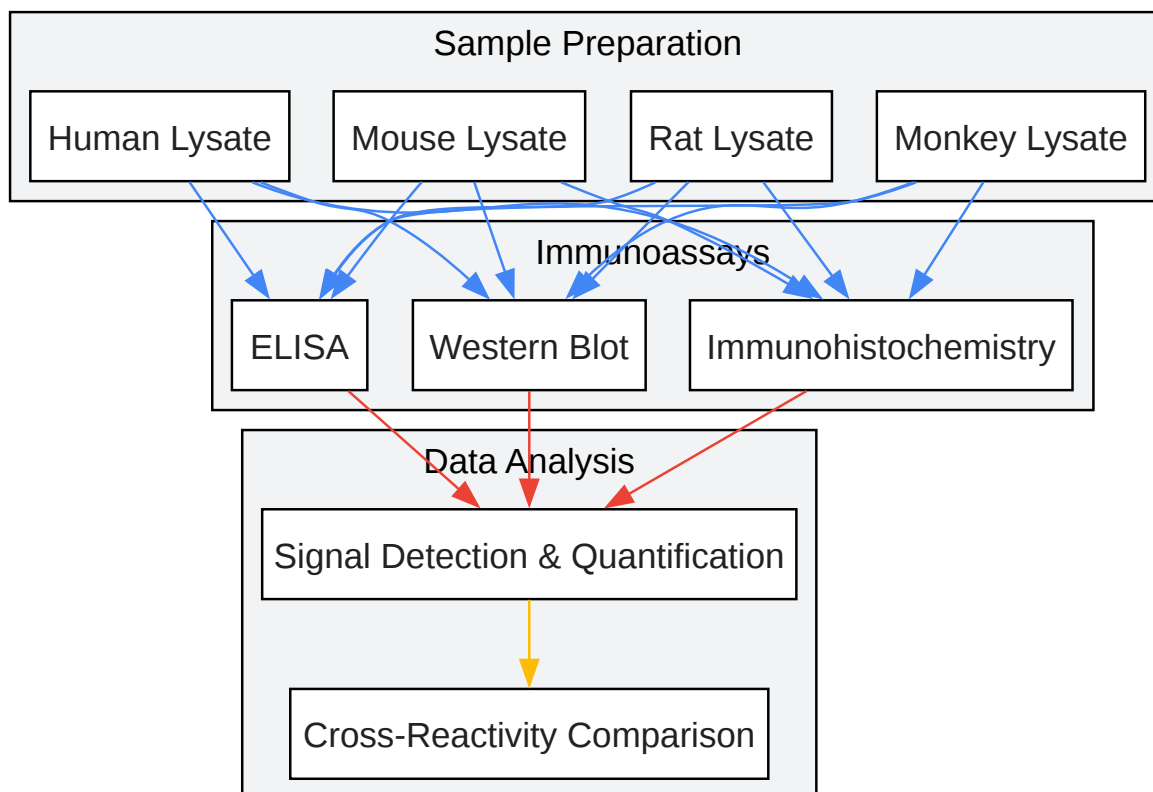 Sample Preparation
Human Lysate
Mouse Lysate
Rat Lysate
Monkey Lysate
Immunoassays
ELISA
Western Blot
Immunohistochemistry
Data Analysis
Signal Detection & Quantification
Cross-Reactivity Comparison